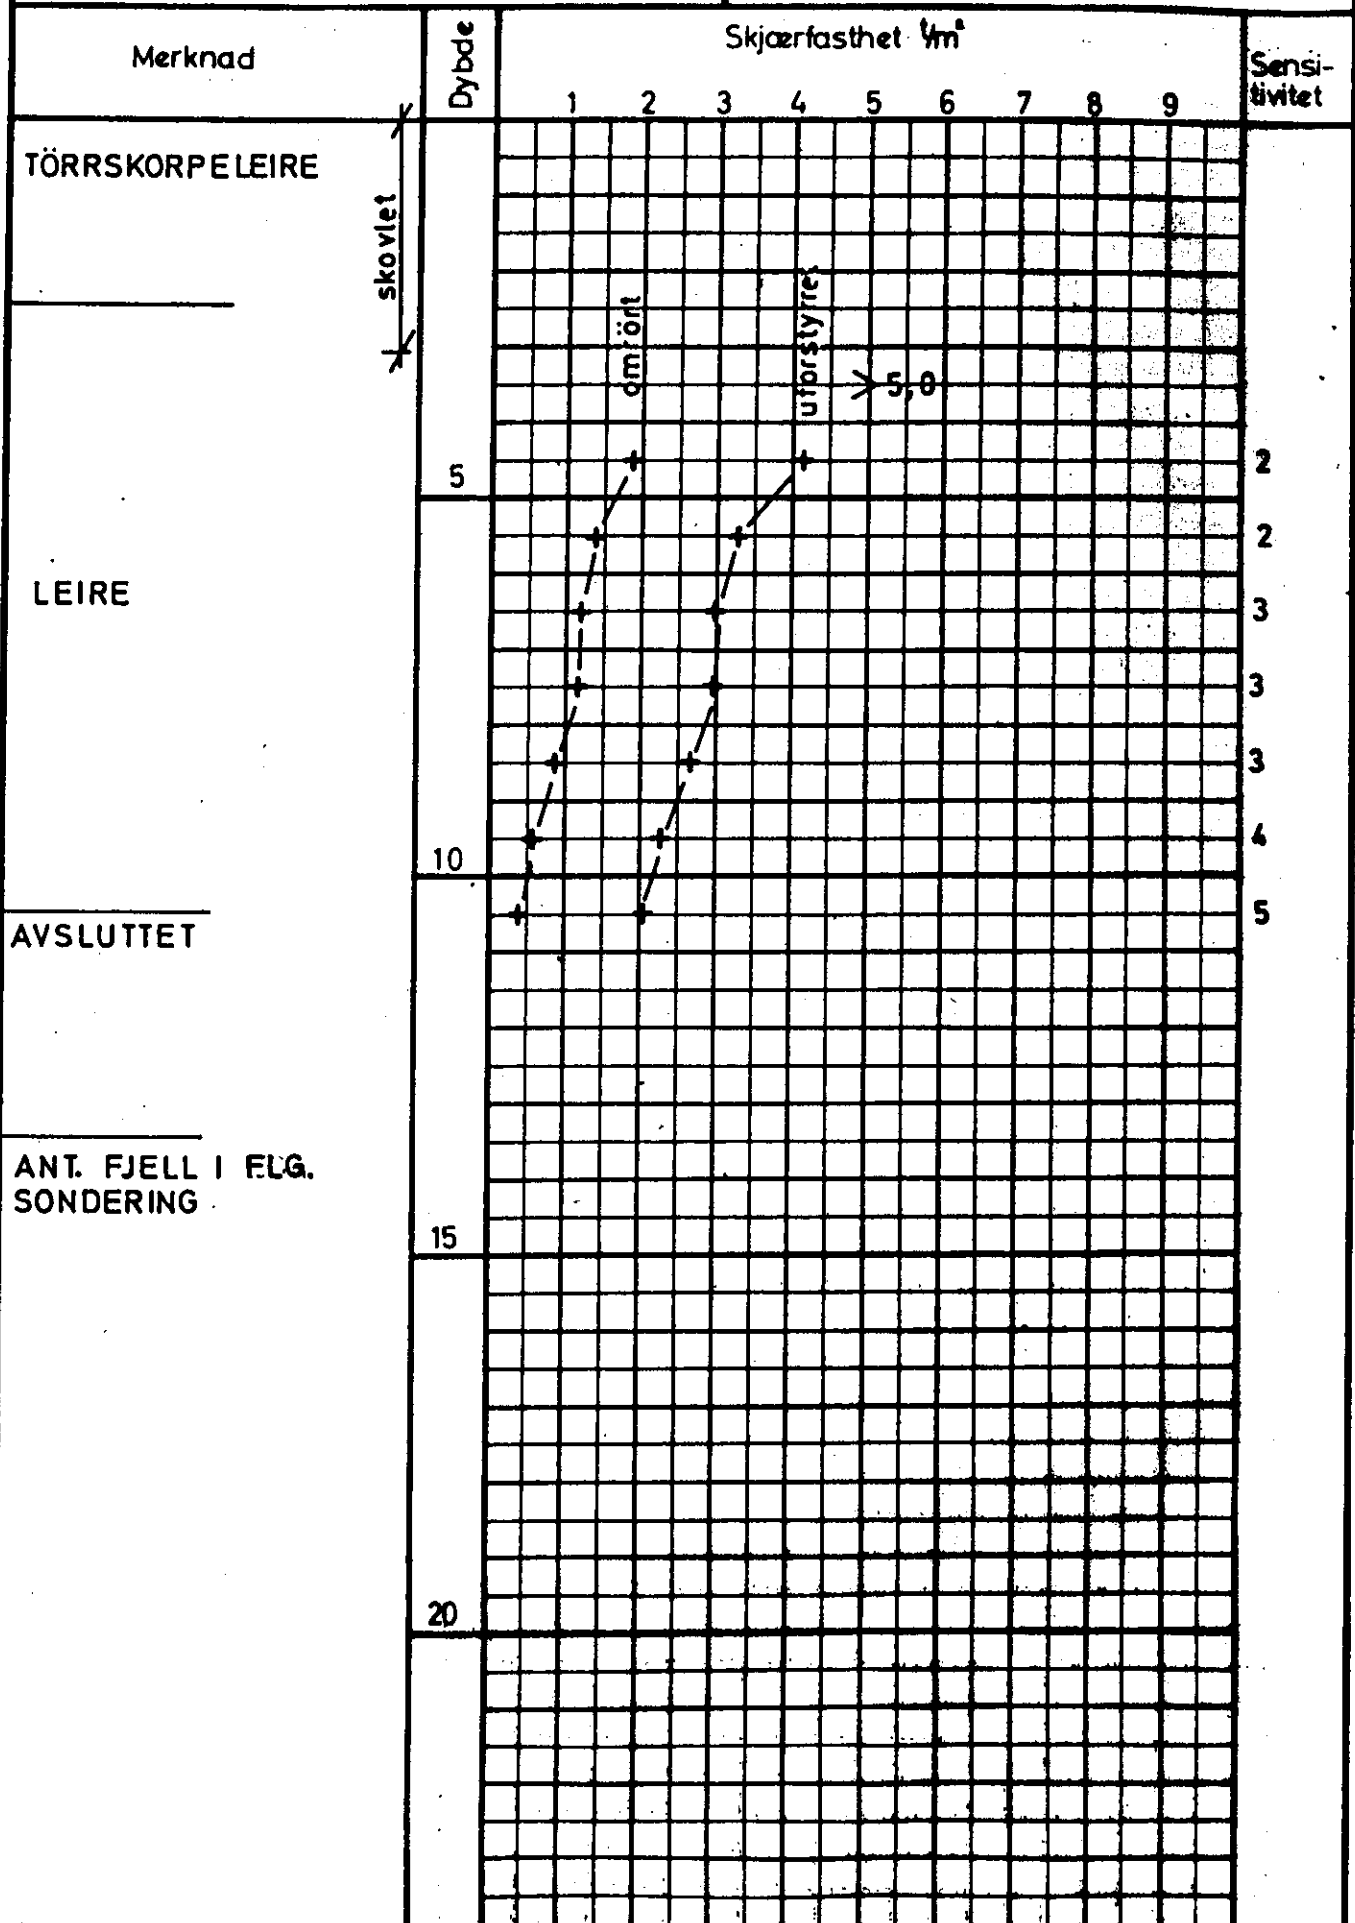 Merknad
Dybde
Skjærfasthet t/m²
Sensi-
tivitet
1 2 3 4 5 6 7 8 9
TÖRRSKORPELEIRE
skovlet
omrört
uforstyrret
> 5,0
2
5
2
LEIRE
3
3
3
4
10
5
AVSLUTTET
ANT. FJELL I FLG.
SONDERING
15
20